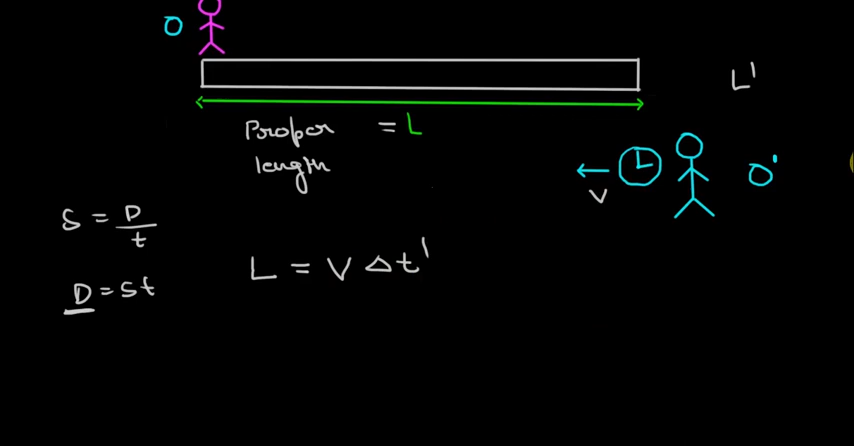 O
L'
Proper = L
length
V
O'
S = D/t
L = V Δt'
D = st